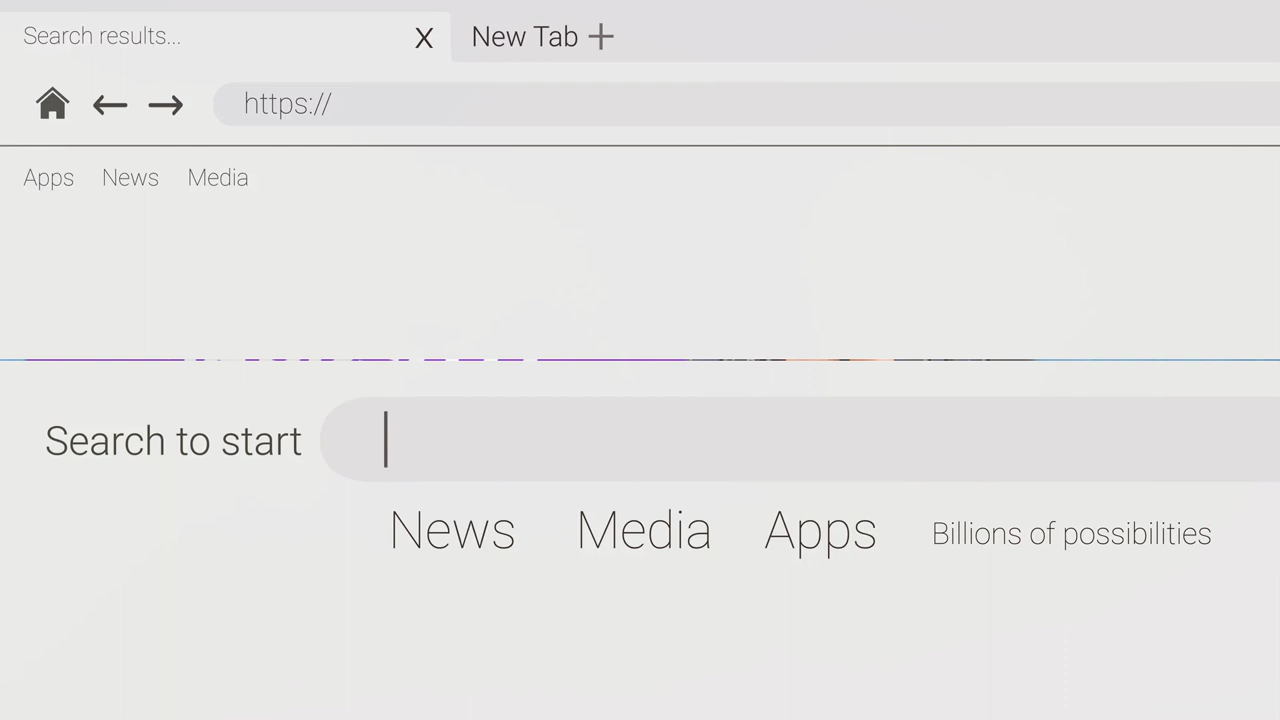 Search results... X New Tab +
https://
Apps News Media
Search to start
News Media Apps Billions of possibilities